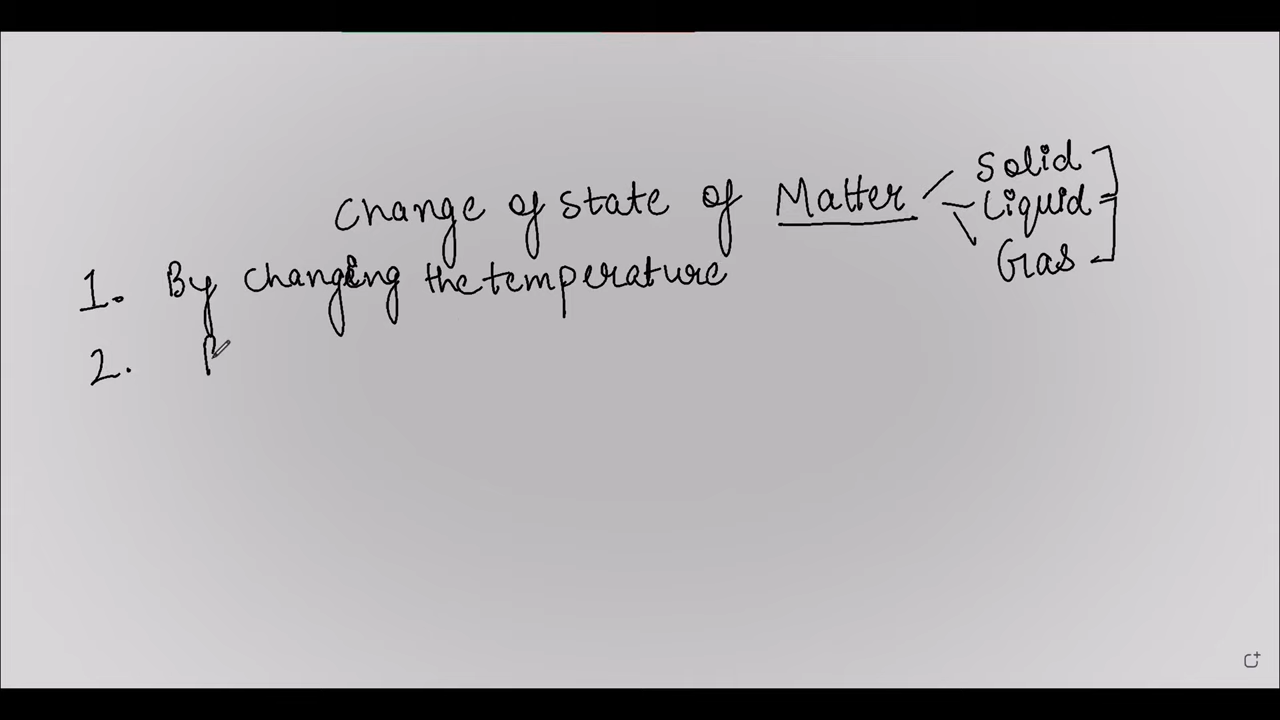 Change of state of Matter
Solid
Liquid
Gas
1. By changing the temperature
2.